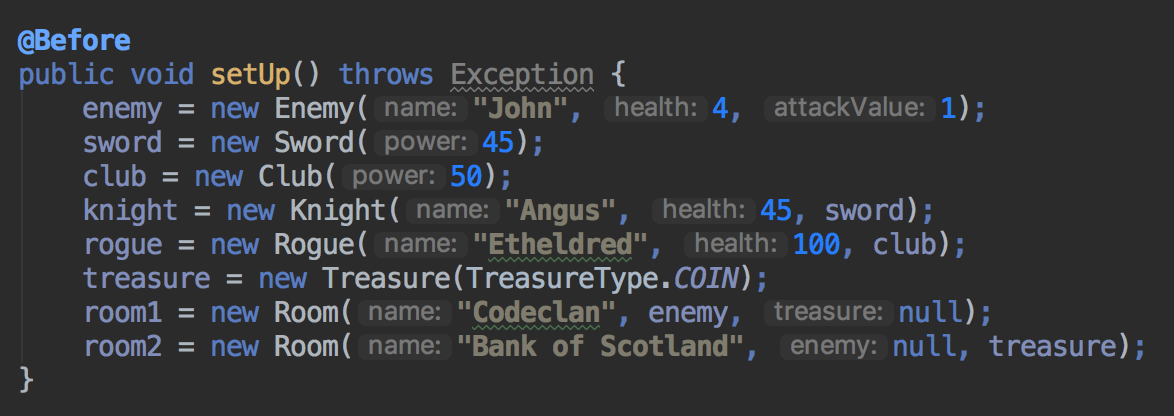 @Before
public void setUp() throws Exception {
enemy = new Enemy( name: "John", health: 4, attackValue: 1);
sword = new Sword( power: 45);
club = new Club( power: 50);
knight = new Knight( name: "Angus", health: 45, sword);
rogue = new Rogue( name: "Etheldred", health: 100, club);
treasure = new Treasure(TreasureType.COIN);
room1 = new Room( name: "Codeclan", enemy, treasure: null);
room2 = new Room( name: "Bank of Scotland", enemy: null, treasure);
}